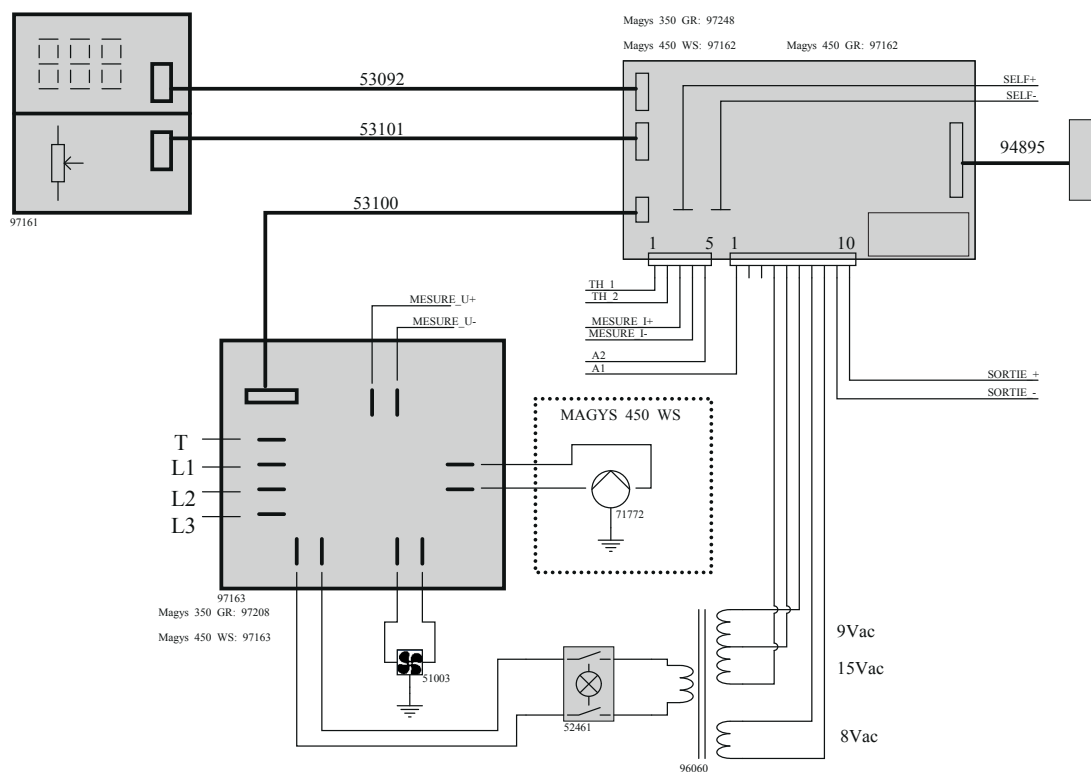 Magys 350 GR: 97248
Magys 450 WS: 97162 Magys 450 GR: 97162
53092
SELF+
SELF-
53101
94895
53100
97161
1 5 1 10
TH_1
TH_2
MESURE_U+
MESURE_U-
MESURE_I+
MESURE_I-
A2
A1
SORTIE_+
SORTIE_-
MAGYS 450 WS
T
L1
L2
L3
71772
97163
Magys 350 GR: 97208
Magys 450 WS: 97163
9Vac
15Vac
51003
52461
8Vac
96060